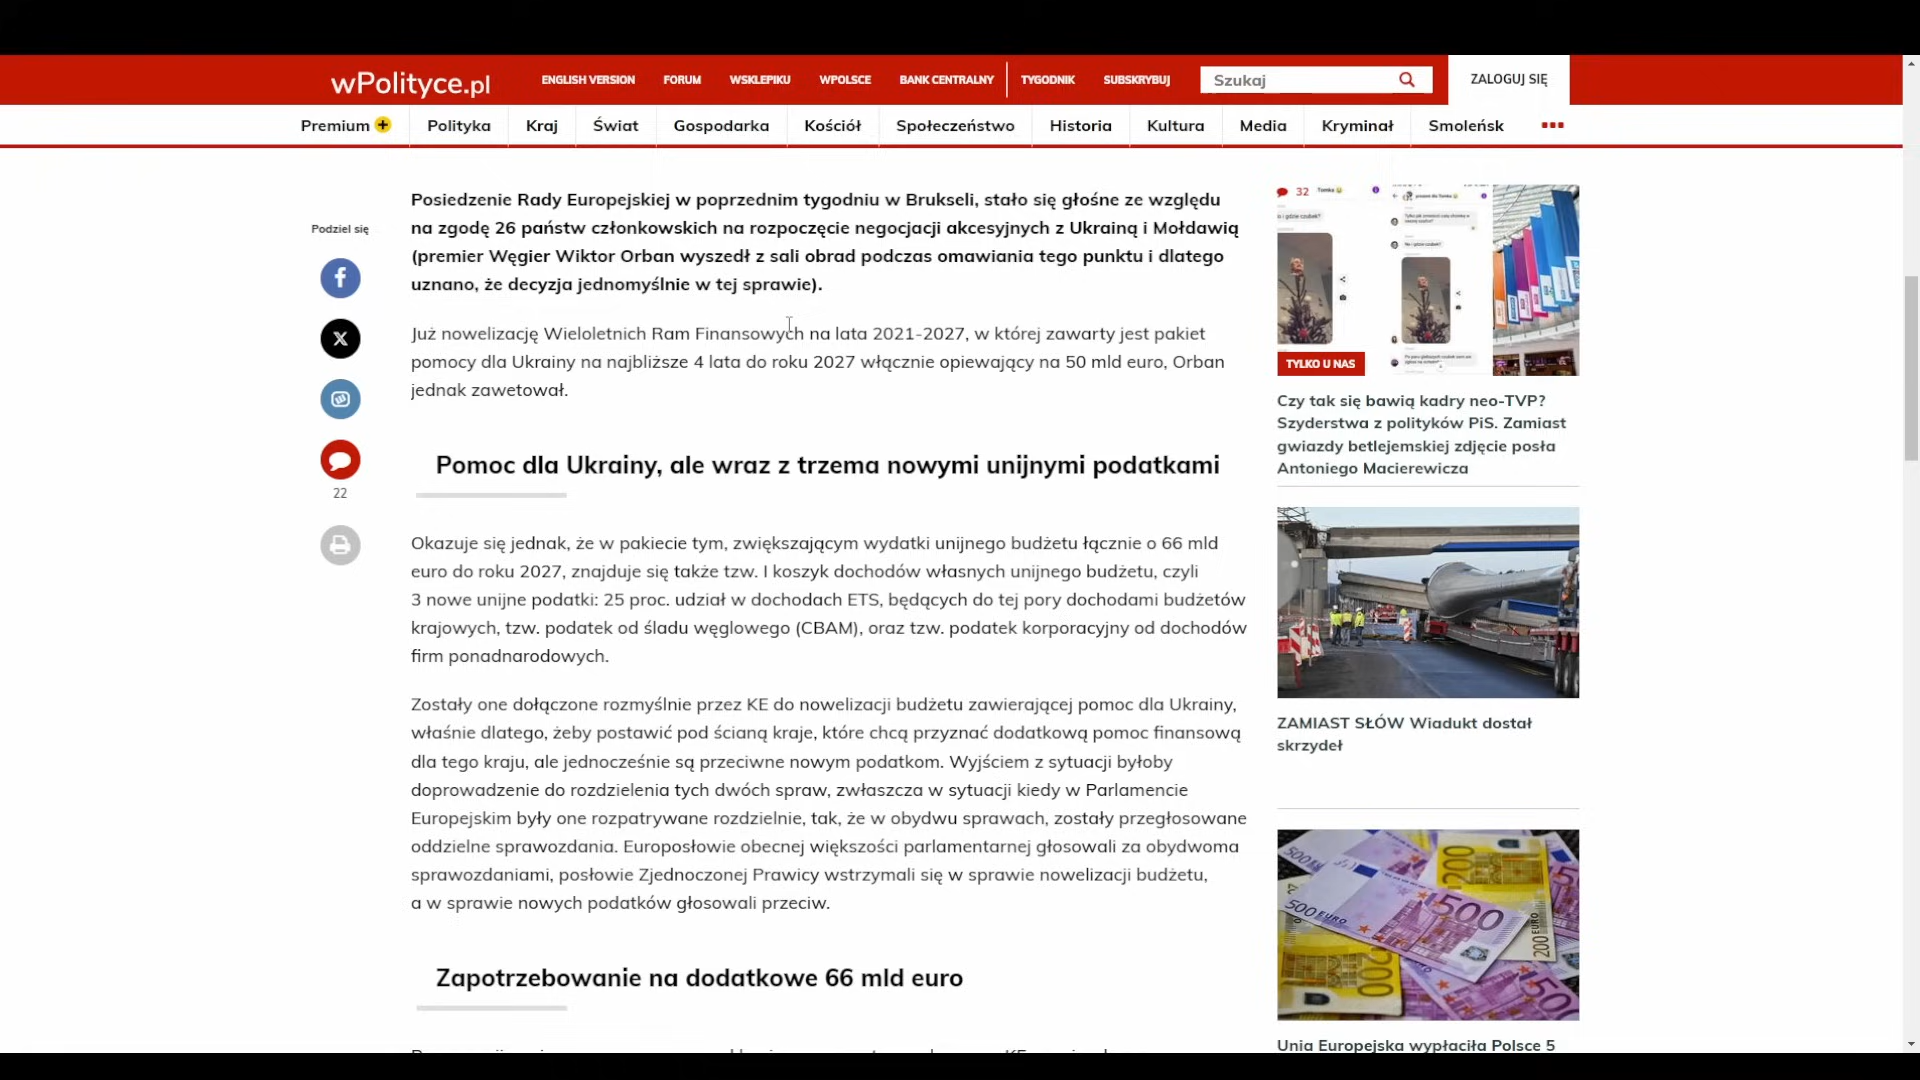 wPolityce.pl
ENGLISH VERSION
FORUM
WSKLEPIKU
WPOLSCE
BANK CENTRALNY
TYGODNIK
SUBSKRYBUJ
Szukaj
ZALOGUJ SIĘ
Premium
Polityka
Kraj
Świat
Gospodarka
Kościół
Społeczeństwo
Historia
Kultura
Media
Kryminał
Smoleńsk
Podziel się
22
Posiedzenie Rady Europejskiej w poprzednim tygodniu w Brukseli, stało się głośne ze względu
na zgodę 26 państw członkowskich na rozpoczęcie negocjacji akcesyjnych z Ukrainą i Mołdawią
(premier Węgier Wiktor Orban wyszedł z sali obrad podczas omawiania tego punktu i dlatego
uznano, że decyzja jednomyślnie w tej sprawie).
Już nowelizację Wieloletnich Ram Finansowych na lata 2021-2027, w której zawarty jest pakiet
pomocy dla Ukrainy na najbliższe 4 lata do roku 2027 włącznie opiewający na 50 mld euro, Orban
jednak zawetował.
Pomoc dla Ukrainy, ale wraz z trzema nowymi unijnymi podatkami
Okazuje się jednak, że w pakiecie tym, zwiększającym wydatki unijnego budżetu łącznie o 66 mld
euro do roku 2027, znajduje się także tzw. I koszyk dochodów własnych unijnego budżetu, czyli
3 nowe unijne podatki: 25 proc. udział w dochodach ETS, będących do tej pory dochodami budżetów
krajowych, tzw. podatek od śladu węglowego (CBAM), oraz tzw. podatek korporacyjny od dochodów
firm ponadnarodowych.
Zostały one dołączone rozmyślnie przez KE do nowelizacji budżetu zawierającej pomoc dla Ukrainy,
właśnie dlatego, żeby postawić pod ścianą kraje, które chcą przyznać dodatkową pomoc finansową
dla tego kraju, ale jednocześnie są przeciwne nowym podatkom. Wyjściem z sytuacji byłoby
doprowadzenie do rozdzielenia tych dwóch spraw, zwłaszcza w sytuacji kiedy w Parlamencie
Europejskim były one rozpatrywane rozdzielnie, tak, że w obydwu sprawach, zostały przegłosowane
oddzielne sprawozdania. Europosłowie obecnej większości parlamentarnej głosowali za obydwoma
sprawozdaniami, posłowie Zjednoczonej Prawicy wstrzymali się w sprawie nowelizacji budżetu,
a w sprawie nowych podatków głosowali przeciw.
Zapotrzebowanie na dodatkowe 66 mld euro
32
Tomka
TYLKO U NAS
Czy tak się bawią kadry neo-TVP?
Szyderstwa z polityków PiS. Zamiast
gwiazdy betlejemskiej zdjęcie posła
Antoniego Macierewicza
ZAMIAST SŁÓW Wiadukt dostał
skrzydeł
500 EURO
500
200
Unia Europejska wypłaciła Polsce 5